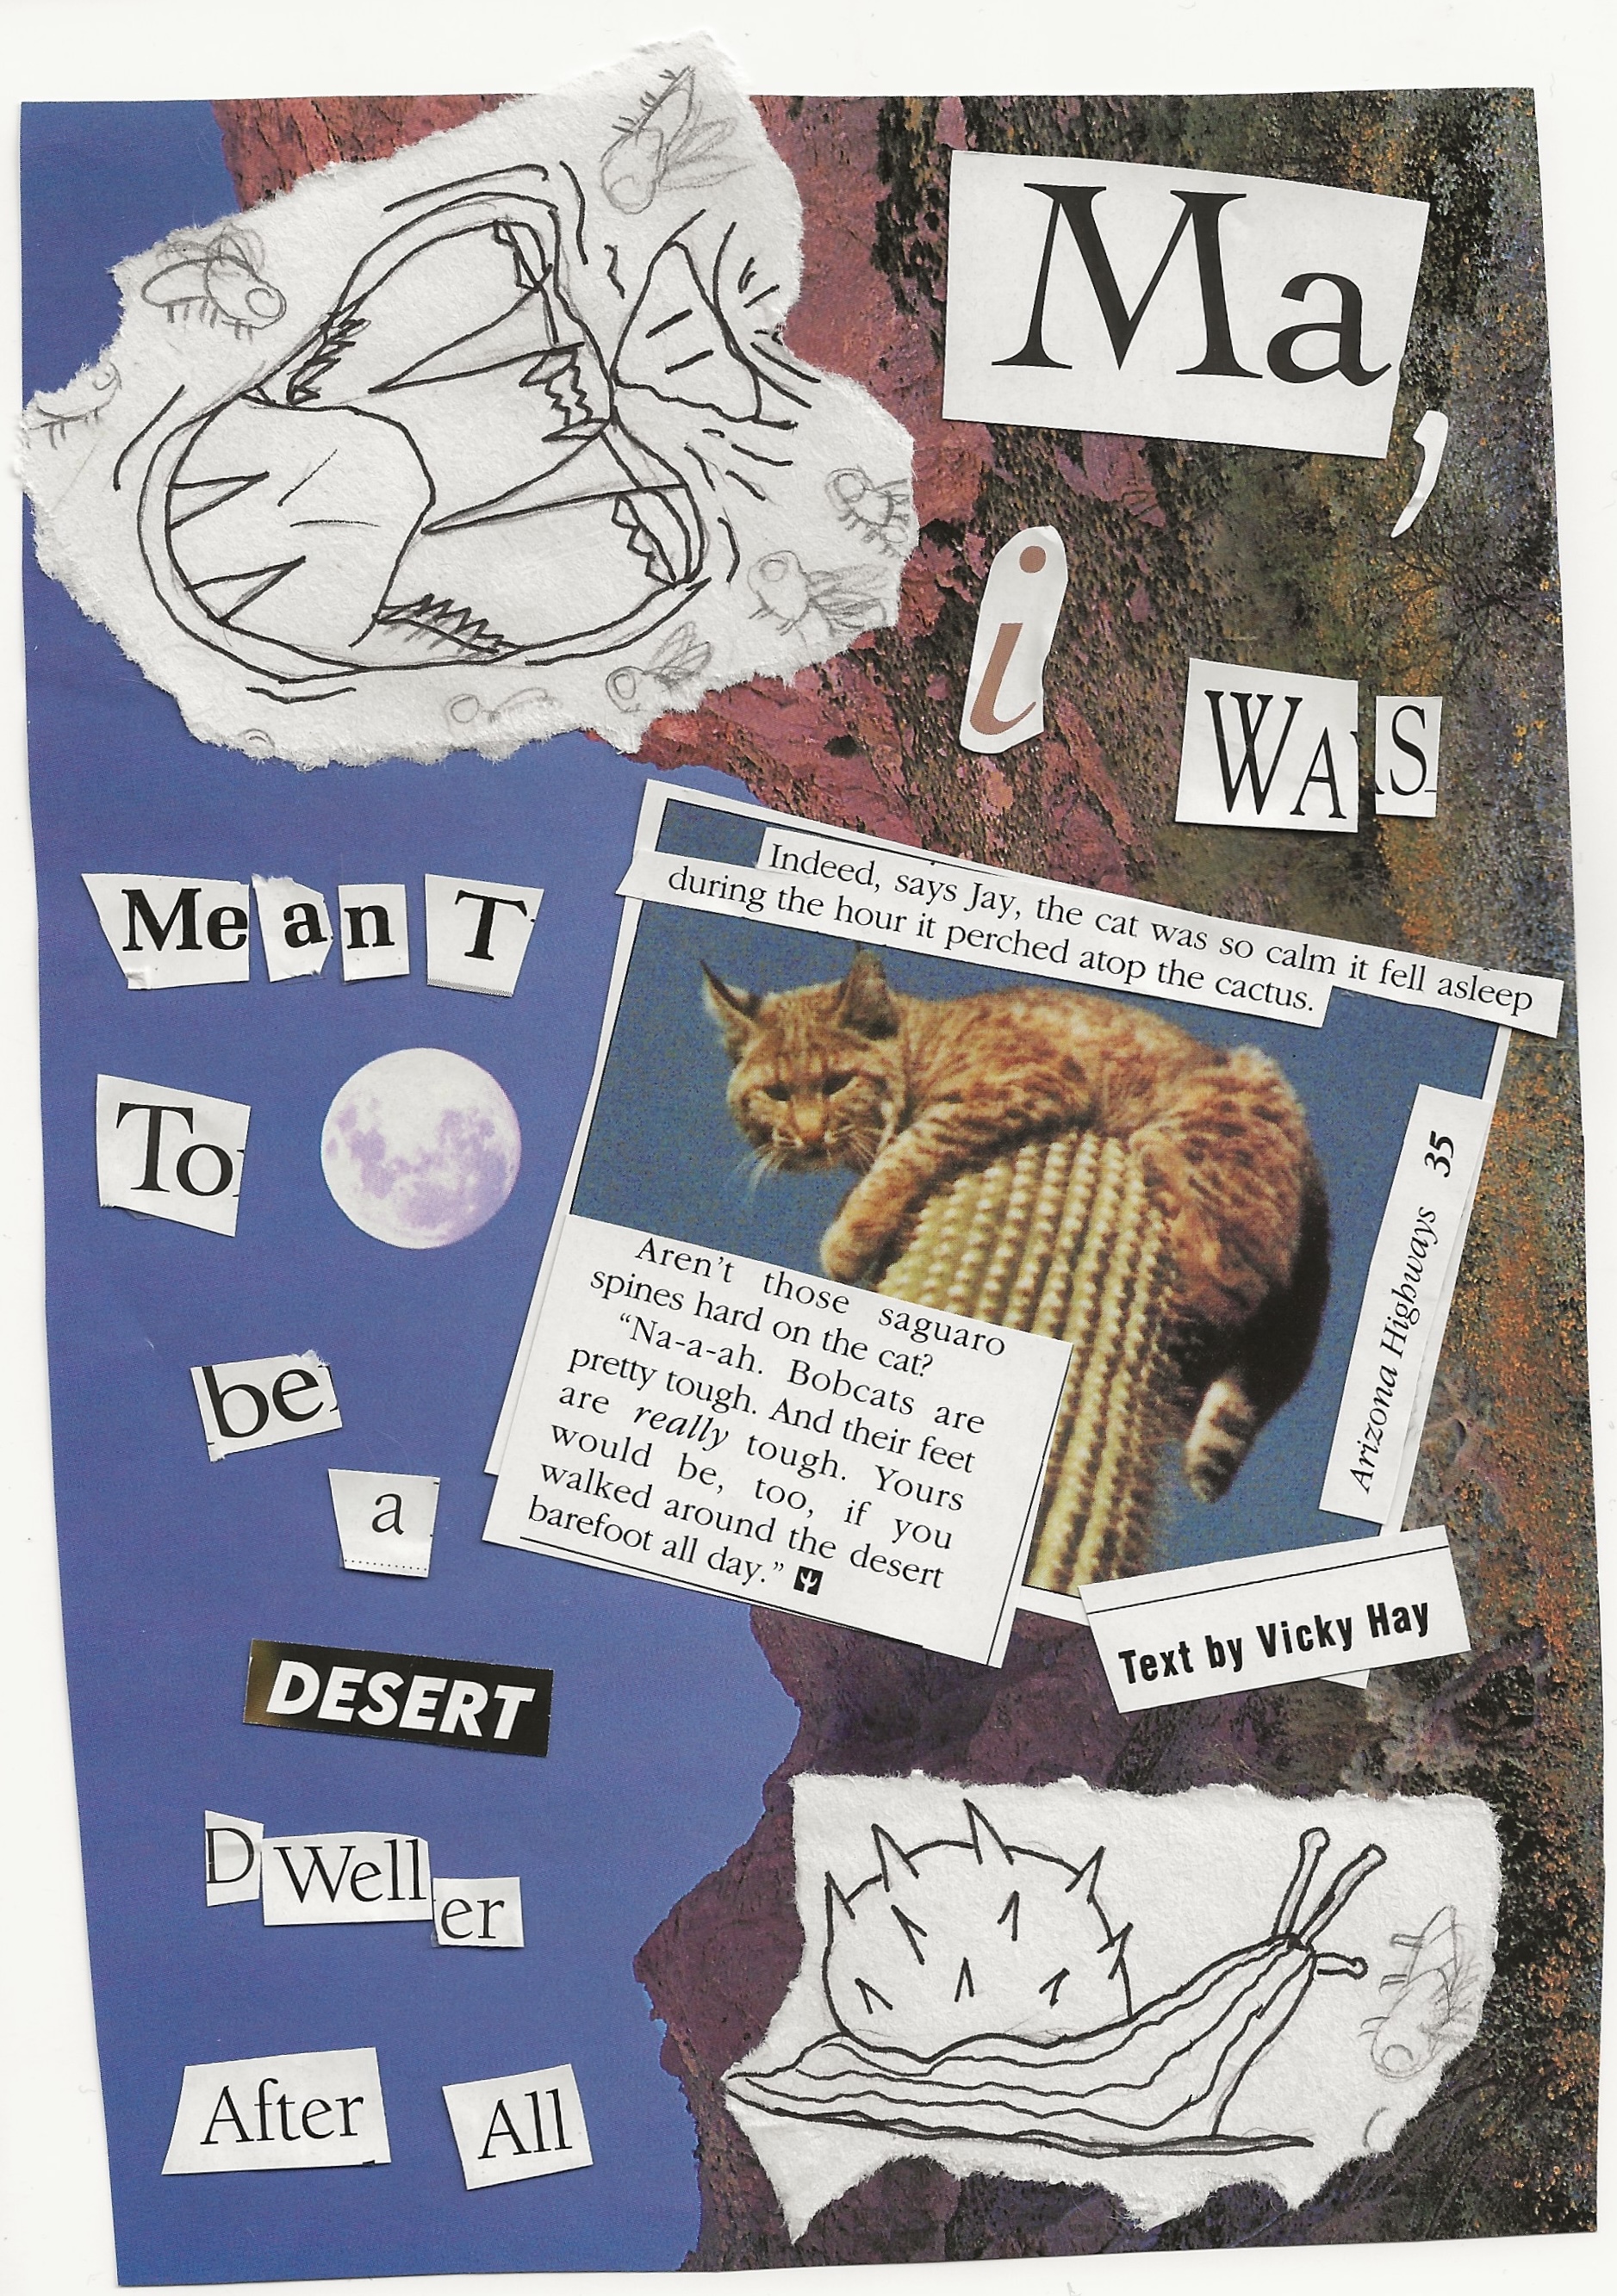 Ma,
i
WAS
MeanT
To
be
a
DESERT
DWeller
After All
Indeed, says Jay, the cat was so calm it fell asleep
during the hour it perched atop the cactus.
Aren't those saguaro
spines hard on the cat?
“Na-a-ah. Bobcats are
pretty tough. And their feet
are really tough. Yours
would be, too, if you
walked around the desert
barefoot all day.”
Arizona Highways 35
Text by Vicky Hay